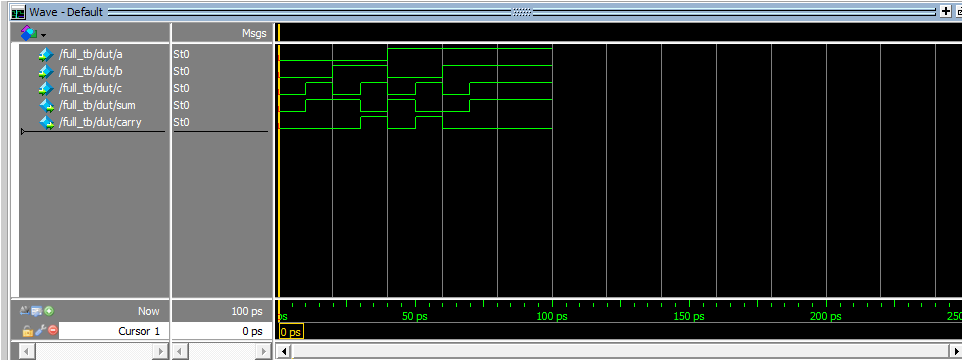 Wave - Default
Msgs
/full_tb/dut/a St0
/full_tb/dut/b St0
/full_tb/dut/c St0
/full_tb/dut/sum St0
/full_tb/dut/carry St0
Now 100 ps
ps 50 ps 100 ps 150 ps 200 ps 250
Cursor 1 0 ps 0 ps